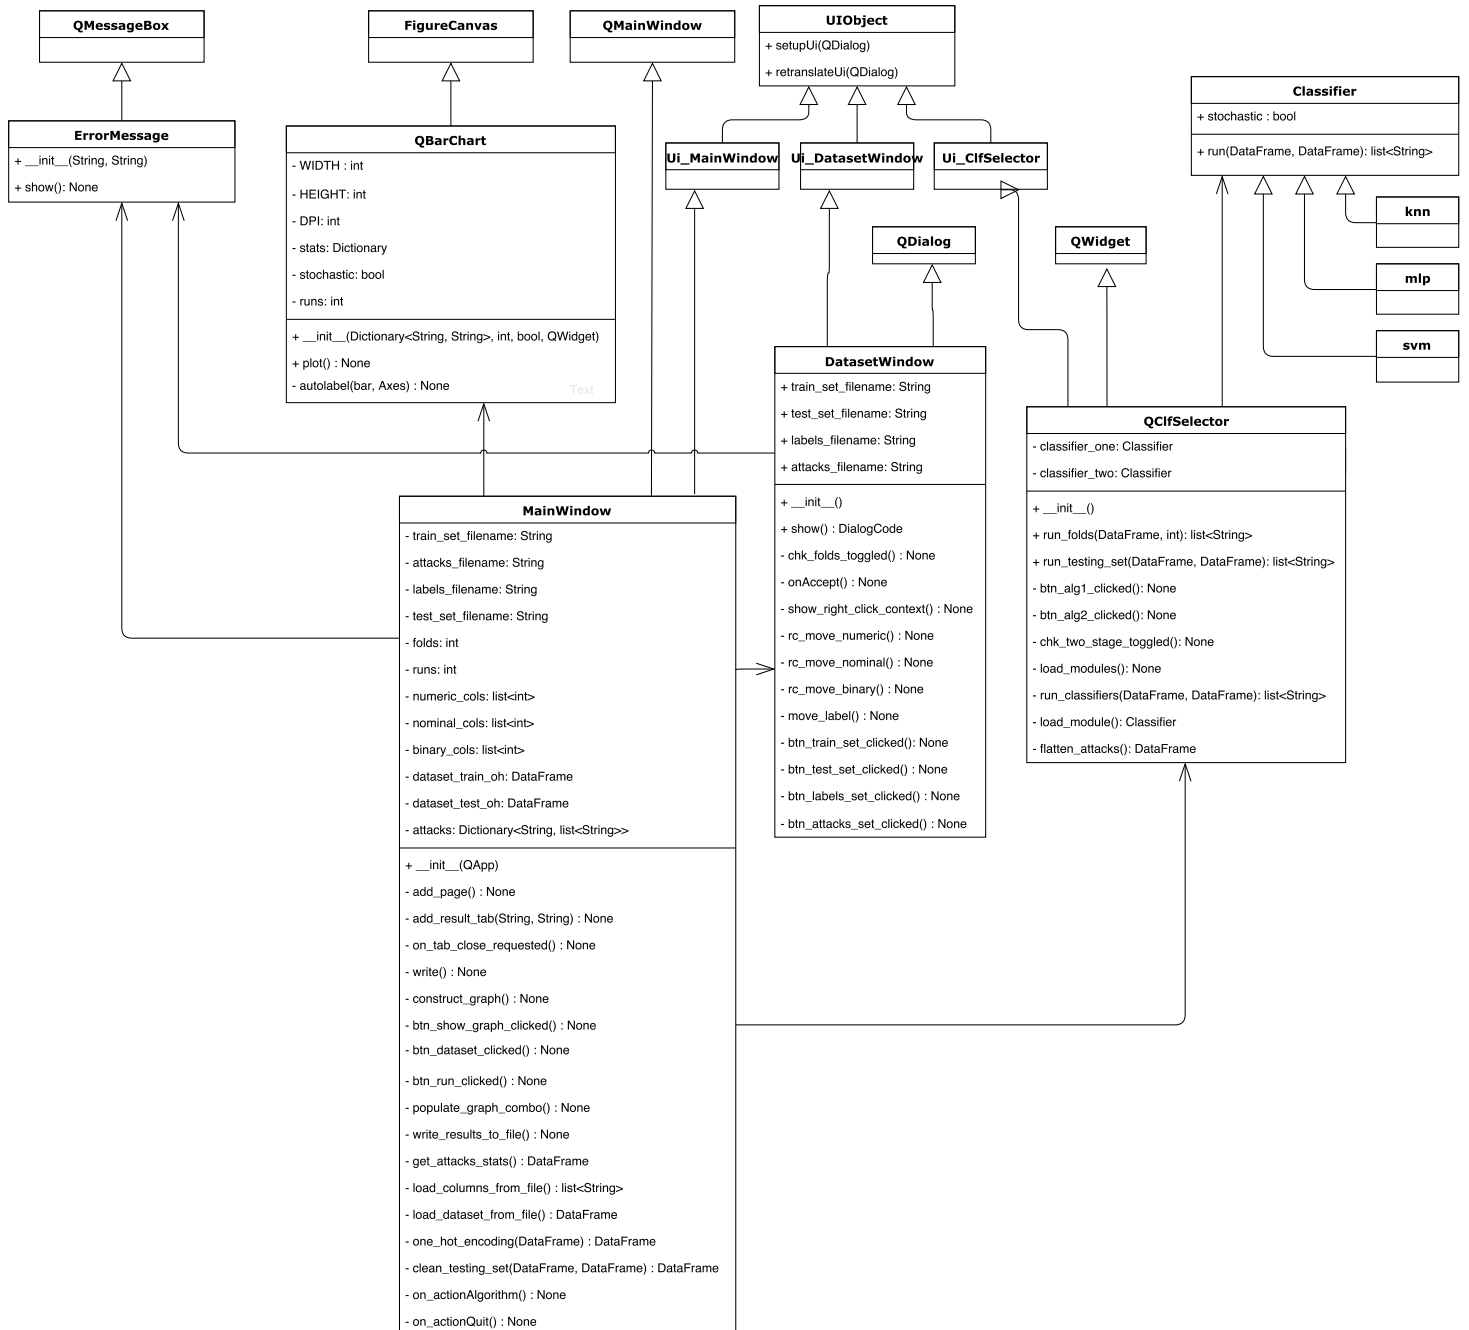 QMessageBox
FigureCanvas
QMainWindow
UIObject
+ setupUi(QDialog)
+ retranslateUi(QDialog)
Classifier
+ stochastic : bool
+ run(DataFrame, DataFrame): list<String>
ErrorMessage
+ __init__(String, String)
+ show(): None
QBarChart
- WIDTH : int
- HEIGHT: int
- DPI: int
- stats: Dictionary
- stochastic: bool
- runs: int
+ __init__(Dictionary<String, String>, int, bool, QWidget)
+ plot() : None
- autolabel(bar, Axes) : None
Text
Ui_MainWindow
Ui_DatasetWindow
Ui_ClfSelector
QDialog
QWidget
knn
mlp
svm
DatasetWindow
+ train_set_filename: String
+ test_set_filename: String
+ labels_filename: String
+ attacks_filename: String
+ __init__()
+ show() : DialogCode
- chk_folds_toggled() : None
- onAccept() : None
- show_right_click_context() : None
- rc_move_numeric() : None
- rc_move_nominal() : None
- rc_move_binary() : None
- move_label() : None
- btn_train_set_clicked(): None
- btn_test_set_clicked() : None
- btn_labels_set_clicked() : None
- btn_attacks_set_clicked() : None
QClfSelector
- classifier_one: Classifier
- classifier_two: Classifier
+ __init__()
+ run_folds(DataFrame, int): list<String>
+ run_testing_set(DataFrame, DataFrame): list<String>
- btn_alg1_clicked(): None
- btn_alg2_clicked(): None
- chk_two_stage_toggled(): None
- load_modules(): None
- run_classifiers(DataFrame, DataFrame): list<String>
- load_module(): Classifier
- flatten_attacks(): DataFrame
MainWindow
- train_set_filename: String
- attacks_filename: String
- labels_filename: String
- test_set_filename: String
- folds: int
- runs: int
- numeric_cols: list<int>
- nominal_cols: list<int>
- binary_cols: list<int>
- dataset_train_oh: DataFrame
- dataset_test_oh: DataFrame
- attacks: Dictionary<String, list<String>>
+ __init__(QApp)
- add_page() : None
- add_result_tab(String, String) : None
- on_tab_close_requested() : None
- write() : None
- construct_graph() : None
- btn_show_graph_clicked() : None
- btn_dataset_clicked() : None
- btn_run_clicked() : None
- populate_graph_combo() : None
- write_results_to_file() : None
- get_attacks_stats() : DataFrame
- load_columns_from_file() : list<String>
- load_dataset_from_file() : DataFrame
- one_hot_encoding(DataFrame) : DataFrame
- clean_testing_set(DataFrame, DataFrame) : DataFrame
- on_actionAlgorithm() : None
- on_actionQuit() : None